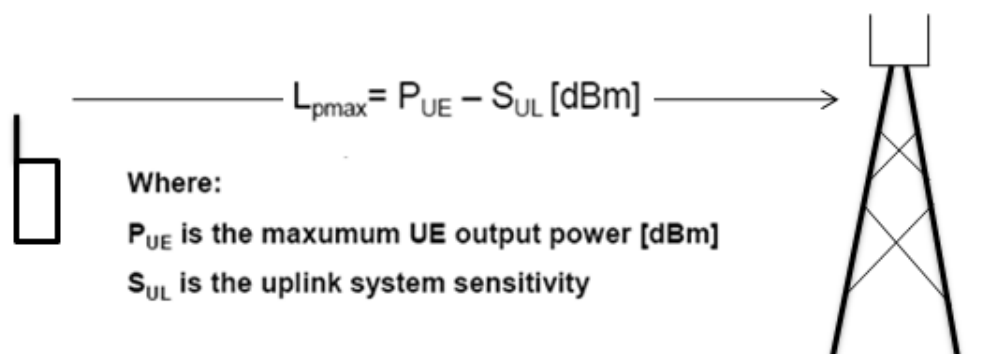 Lpmax= PUE – SUL [dBm]
Where:
PUE is the maxumum UE output power [dBm]
SUL is the uplink system sensitivity